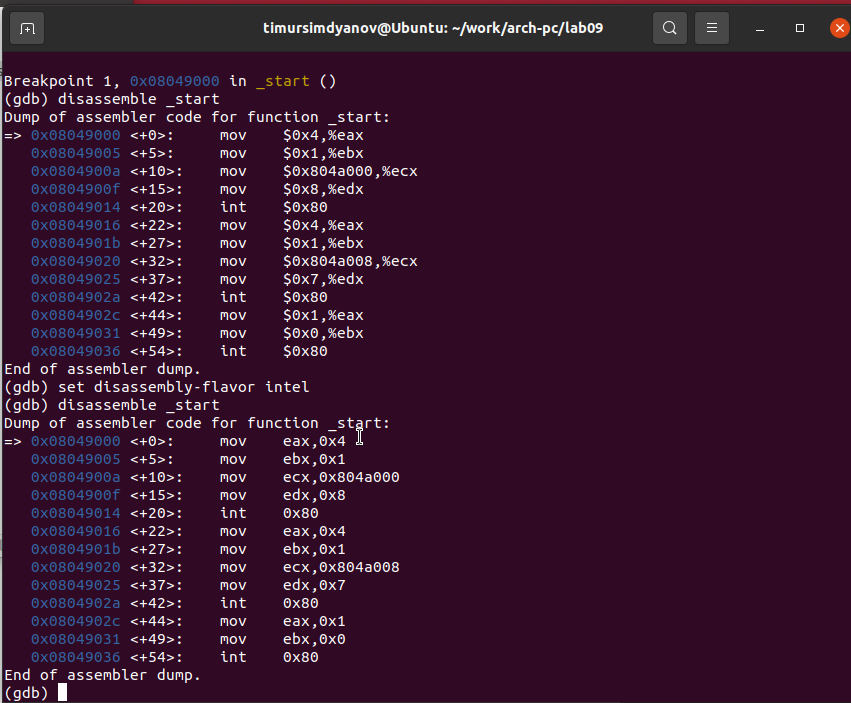 timursimdyanov@Ubuntu: ~/work/arch-pc/lab09
Breakpoint 1, 0x08049000 in _start ()
(gdb) disassemble _start
Dump of assembler code for function _start:
=> 0x08049000 <+0>:     mov    $0x4,%eax
   0x08049005 <+5>:     mov    $0x1,%ebx
   0x0804900a <+10>:    mov    $0x804a000,%ecx
   0x0804900f <+15>:    mov    $0x8,%edx
   0x08049014 <+20>:    int    $0x80
   0x08049016 <+22>:    mov    $0x4,%eax
   0x0804901b <+27>:    mov    $0x1,%ebx
   0x08049020 <+32>:    mov    $0x804a008,%ecx
   0x08049025 <+37>:    mov    $0x7,%edx
   0x0804902a <+42>:    int    $0x80
   0x0804902c <+44>:    mov    $0x1,%eax
   0x08049031 <+49>:    mov    $0x0,%ebx
   0x08049036 <+54>:    int    $0x80
End of assembler dump.
(gdb) set disassembly-flavor intel
(gdb) disassemble _start
Dump of assembler code for function _start:
=> 0x08049000 <+0>:     mov    eax,0x4
   0x08049005 <+5>:     mov    ebx,0x1
   0x0804900a <+10>:    mov    ecx,0x804a000
   0x0804900f <+15>:    mov    edx,0x8
   0x08049014 <+20>:    int    0x80
   0x08049016 <+22>:    mov    eax,0x4
   0x0804901b <+27>:    mov    ebx,0x1
   0x08049020 <+32>:    mov    ecx,0x804a008
   0x08049025 <+37>:    mov    edx,0x7
   0x0804902a <+42>:    int    0x80
   0x0804902c <+44>:    mov    eax,0x1
   0x08049031 <+49>:    mov    ebx,0x0
   0x08049036 <+54>:    int    0x80
End of assembler dump.
(gdb)